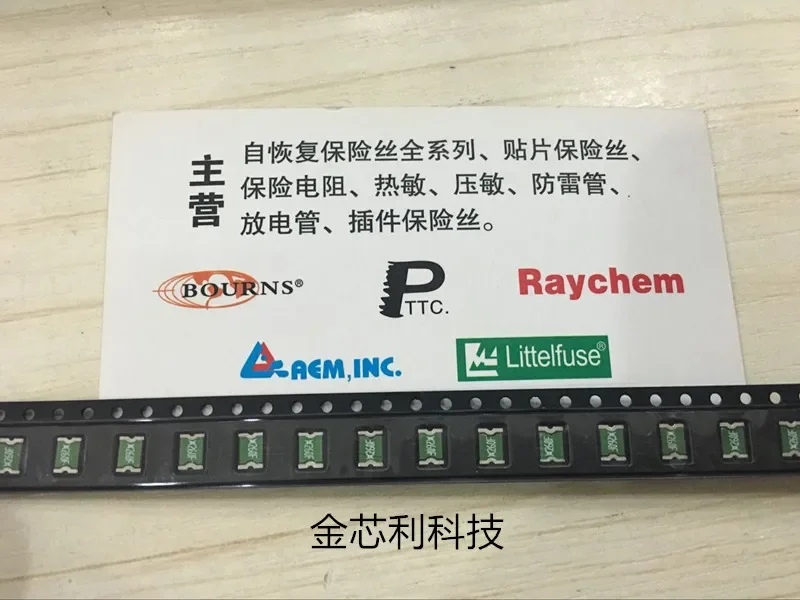 主营
自恢复保险丝全系列、贴片保险丝、
保险电阻、热敏、压敏、防雷管、
放电管、插件保险丝。
BOURNS®
PTTC.
Raychem
AEM,INC.
Littelfuse®
金芯利科技